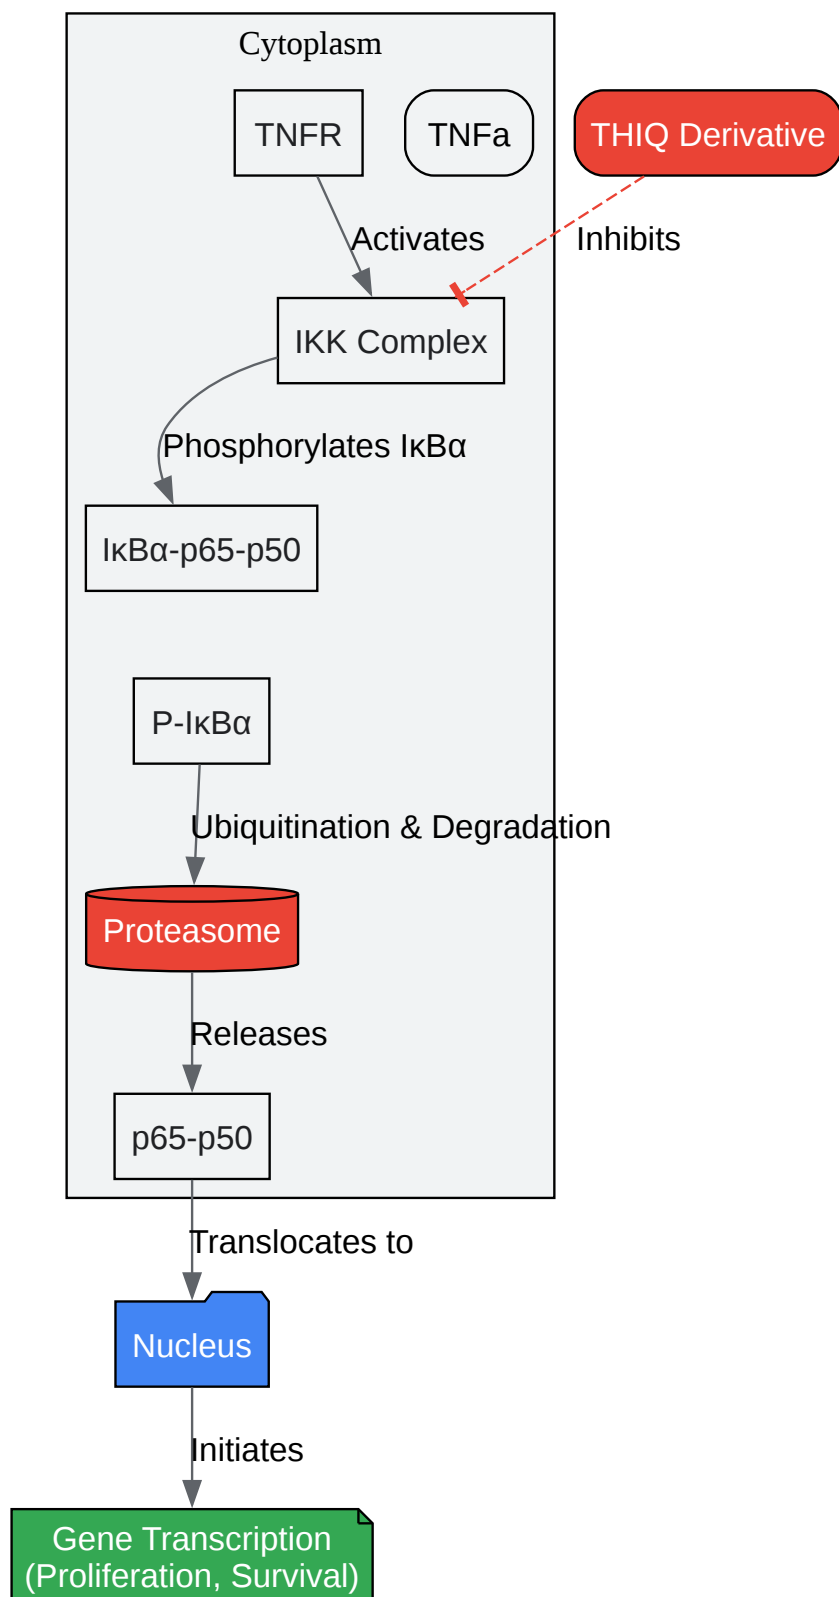 Cytoplasm
TNFR
TNFa
THIQ Derivative
Activates
Inhibits
IKK Complex
Phosphorylates IκBα
IκBα-p65-p50
P-IκBα
Ubiquitination & Degradation
Proteasome
Releases
p65-p50
Translocates to
Nucleus
Initiates
Gene Transcription
(Proliferation, Survival)